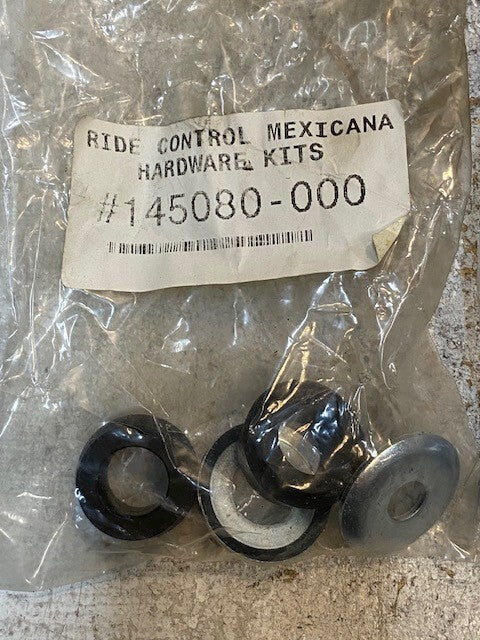 RIDE CONTROL MEXICANA
HARDWARE KITS
#145080-000